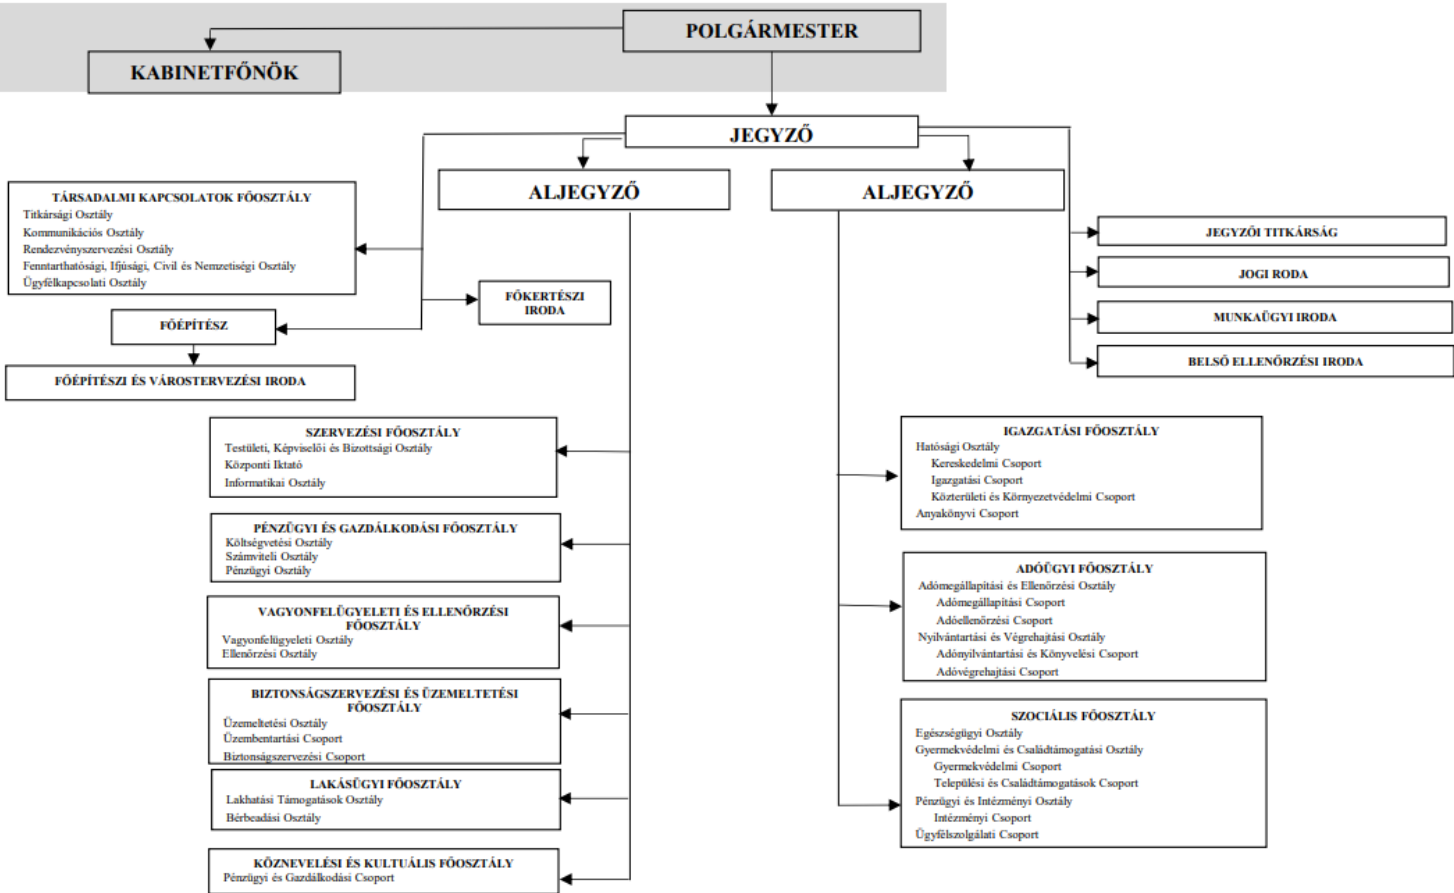 POLGÁRMESTER
KABINETFŐNÖK
JEGYZŐ
ALJEGYZŐ
ALJEGYZŐ
TÁRSADALMI KAPCSOLATOK FŐOSZTÁLY
Titkársági Osztály
Kommunikációs Osztály
Rendezvényszervezési Osztály
Fenntarthatósági, Ifjúsági, Civil és Nemzetiségi Osztály
Ügyfélkapcsolati Osztály
FŐKERTÉSZI
IRODA
FŐÉPÍTÉSZ
FŐÉPÍTÉSZI ÉS VÁROSTERVEZÉSI IRODA
JEGYZŐI TITKÁRSÁG
JOGI RODA
MUNKAÜGYI IRODA
BELSŐ ELLENŐRZÉSI IRODA
SZERVEZÉSI FŐOSZTÁLY
Testületi, Képviselői és Bizottsági Osztály
Központi Iktató
Informatikai Osztály
PÉNZÜGYI ÉS GAZDÁLKODÁSI FŐOSZTÁLY
Költségvetési Osztály
Számviteli Osztály
Pénzügyi Osztály
VAGYONFELÜGYELETI ÉS ELLENŐRZÉSI
FŐOSZTÁLY
Vagyonfelügyeleti Osztály
Ellenőrzési Osztály
BIZTONSÁGSZERVEZÉSI ÉS ÜZEMELTETÉSI
FŐOSZTÁLY
Üzemeltetési Osztály
Üzembentartási Csoport
Biztonságszervezési Csoport
LAKÁSÜGYI FŐOSZTÁLY
Lakhatási Támogatások Osztály
Bérbeadási Osztály
KÖZNEVELÉSI ÉS KULTUÁLIS FŐOSZTÁLY
Pénzügyi és Gazdálkodási Csoport
IGAZGATÁSI FŐOSZTÁLY
Hatósági Osztály
Kereskedelmi Csoport
Igazgatási Csoport
Közterületi és Környezetvédelmi Csoport
Anyakönyvi Csoport
ADÓÜGYI FŐOSZTÁLY
Adómegállapítási és Ellenőrzési Osztály
Adómegállapítási Csoport
Adóellenőrzési Csoport
Nyilvántartási és Végrehajtási Osztály
Adónyilvántartási és Könyvelési Csoport
Adóvégrehajtási Csoport
SZOCIÁLIS FŐOSZTÁLY
Egészségügyi Osztály
Gyermekvédelmi és Családtámogatási Osztály
Gyermekvédelmi Csoport
Települési és Családtámogatások Csoport
Pénzügyi és Intézményi Osztály
Intézményi Csoport
Ügyfélszolgálati Csoport